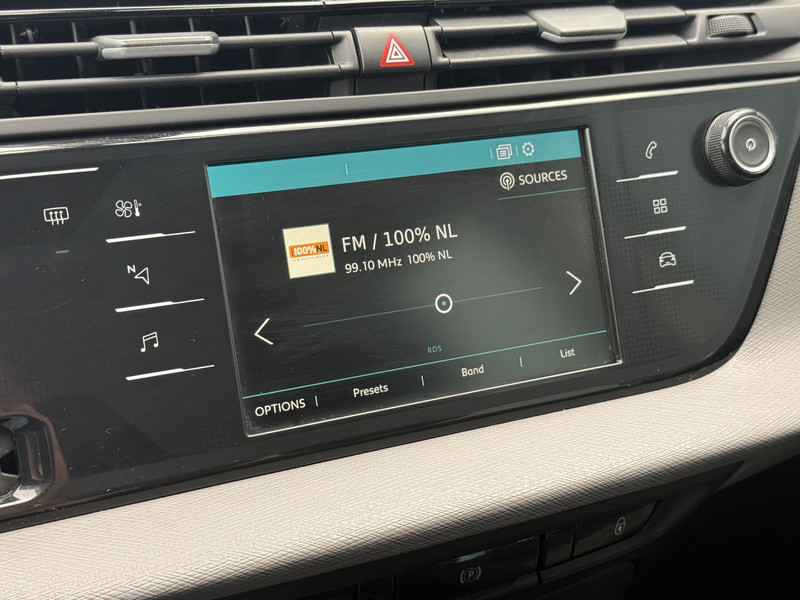 SOURCES
100%NL
FM / 100% NL
99.10 MHz 100% NL
N
RDS
OPTIONS | Presets | Band | List
(P)